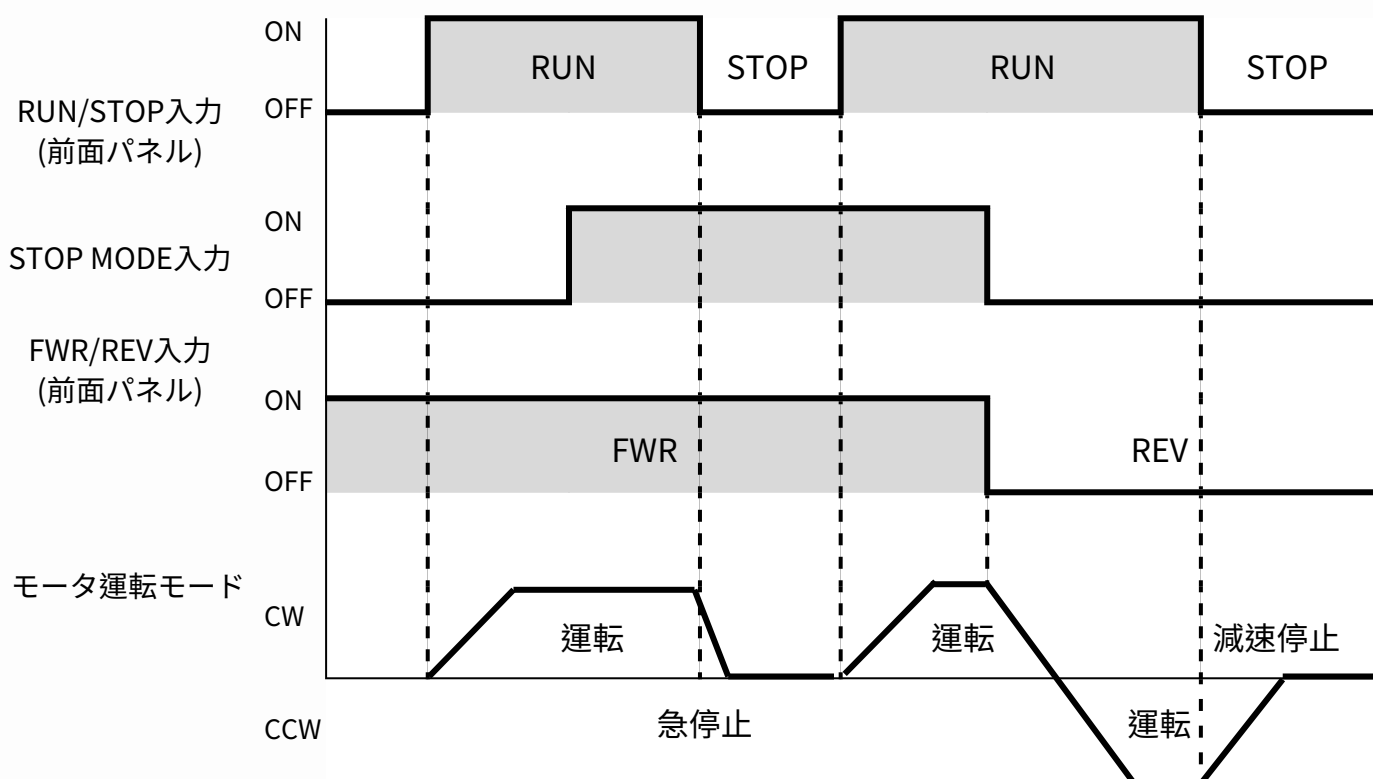 ON
RUN
STOP
RUN
STOP
RUN/STOP入力
(前面パネル)
OFF
ON
STOP MODE入力
OFF
FWR/REV入力
(前面パネル)
ON
FWR
REV
OFF
モータ運転モード
CW
運転
運転
減速停止
CCW
急停止
運転